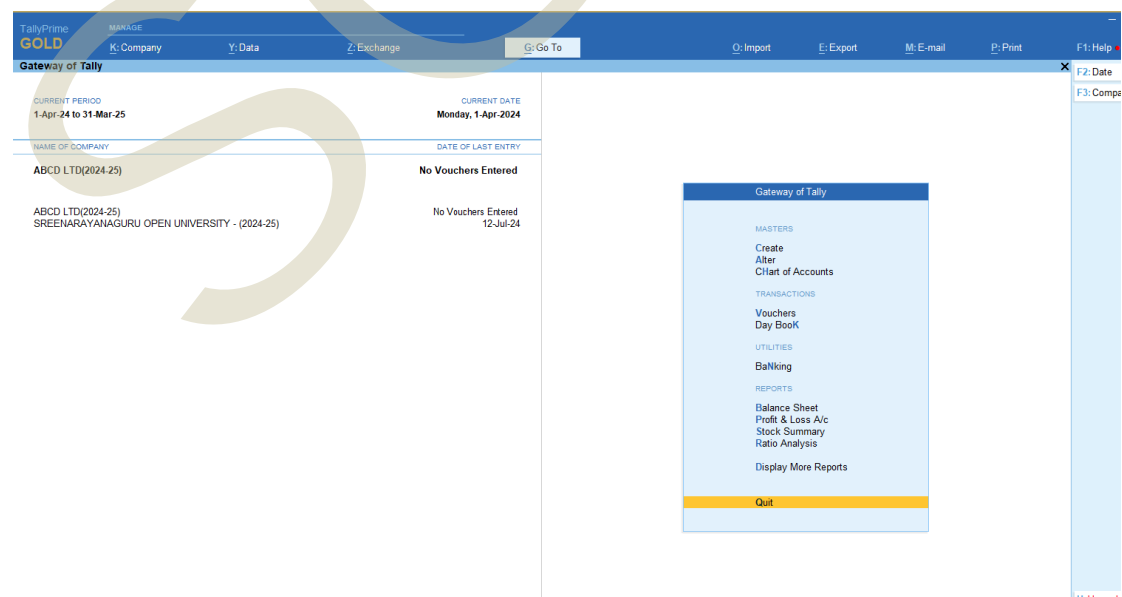 TallyPrime
GOLD
MANAGE
K: Company Y: Data Z: Exchange G: Go To O: Import E: Export M: E-mail P: Print F1: Help
Gateway of Tally
F2: Date
CURRENT PERIOD CURRENT DATE
1-Apr-24 to 31-Mar-25 Monday, 1-Apr-2024
NAME OF COMPANY DATE OF LAST ENTRY
ABCD LTD(2024-25) No Vouchers Entered
ABCD LTD(2024-25) No Vouchers Entered
SREENARAYANAGURU OPEN UNIVERSITY - (2024-25) 12-Jul-24
F3: Compa
Gateway of Tally
MASTERS
Create
Alter
CHart of Accounts
TRANSACTIONS
Vouchers
Day BooK
UTILITIES
BaNking
REPORTS
Balance Sheet
Profit & Loss A/c
Stock Summary
Ratio Analysis
Display More Reports
Quit